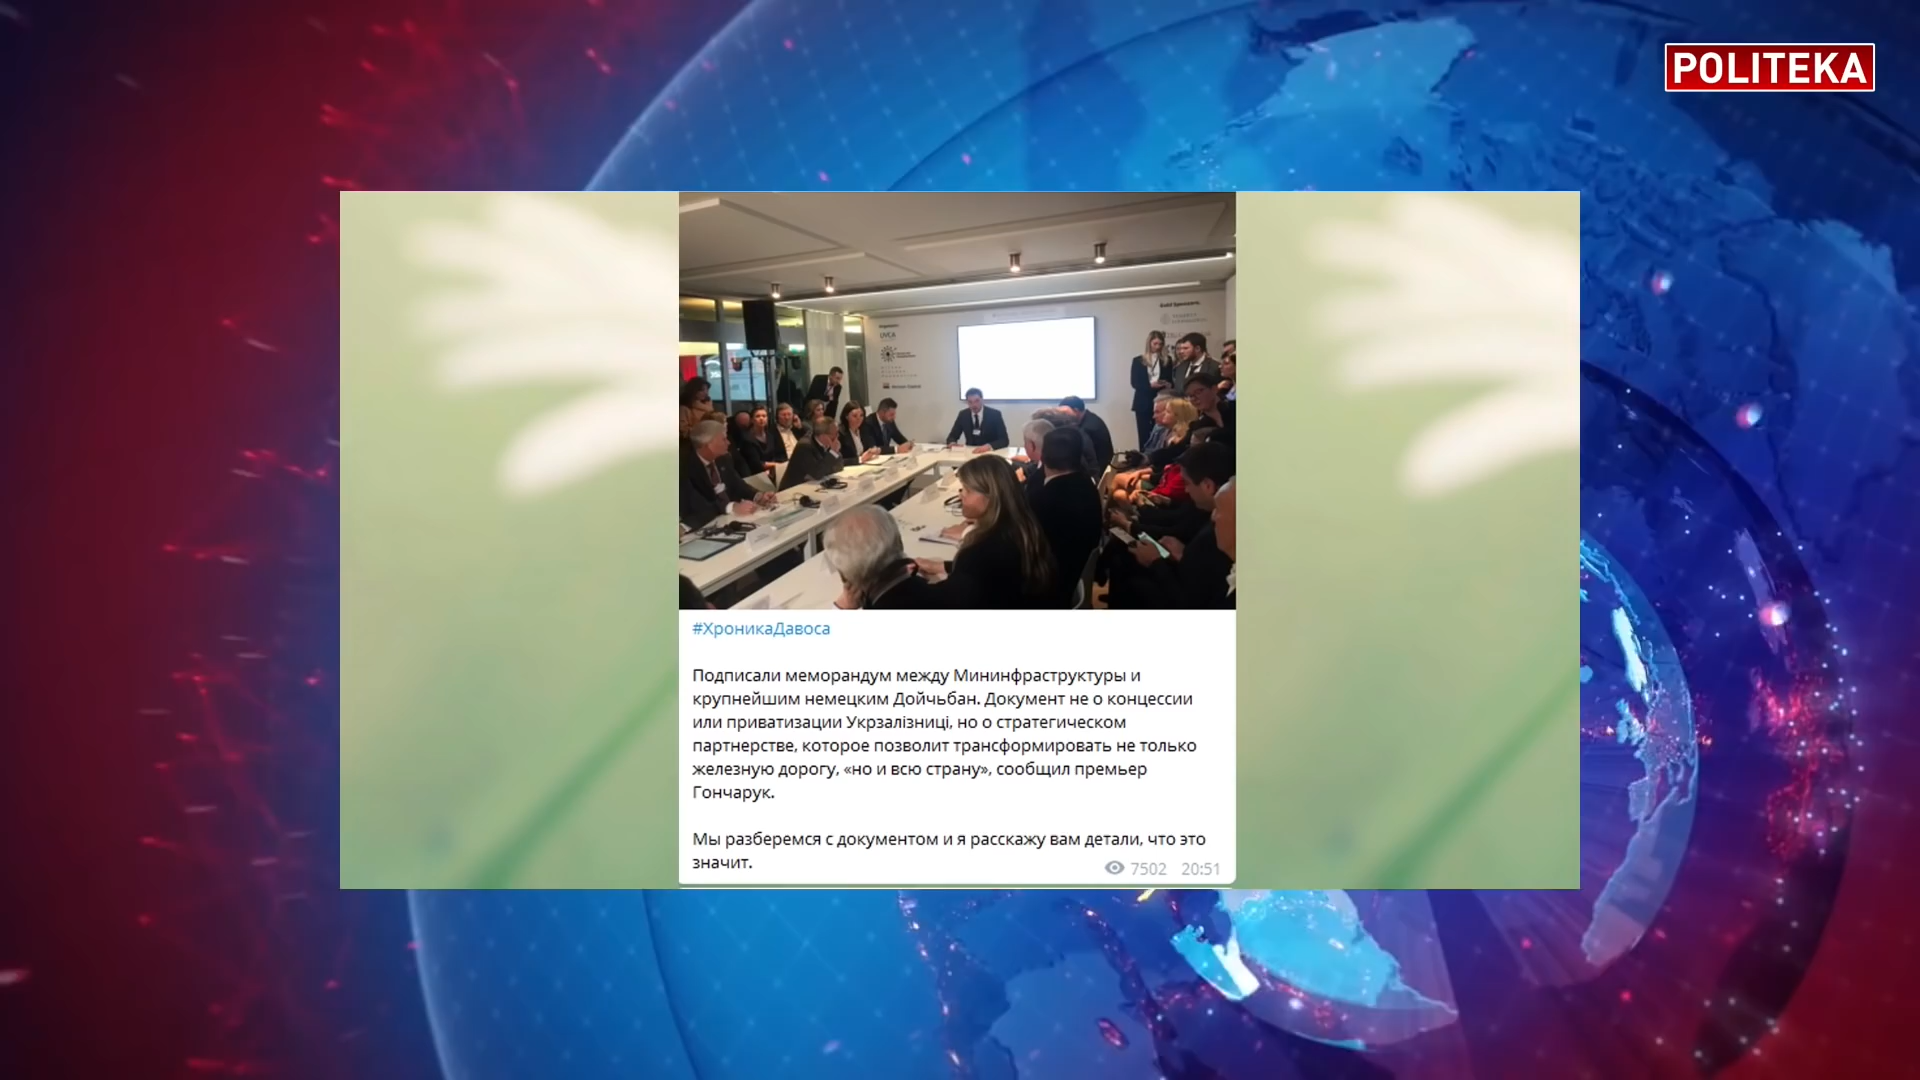 POLITEKA
UVCA
#ХроникаДавоса
Подписали меморандум между Мининфраструктуры и
крупнейшим немецким Дойчьбан. Документ не о концессии
или приватизации Укрзалізниці, но о стратегическом
партнерстве, которое позволит трансформировать не только
железную дорогу, «но и всю страну», сообщил премьер
Гончарук.
Мы разберемся с документом и я расскажу вам детали, что это
значит.
7502 20:51